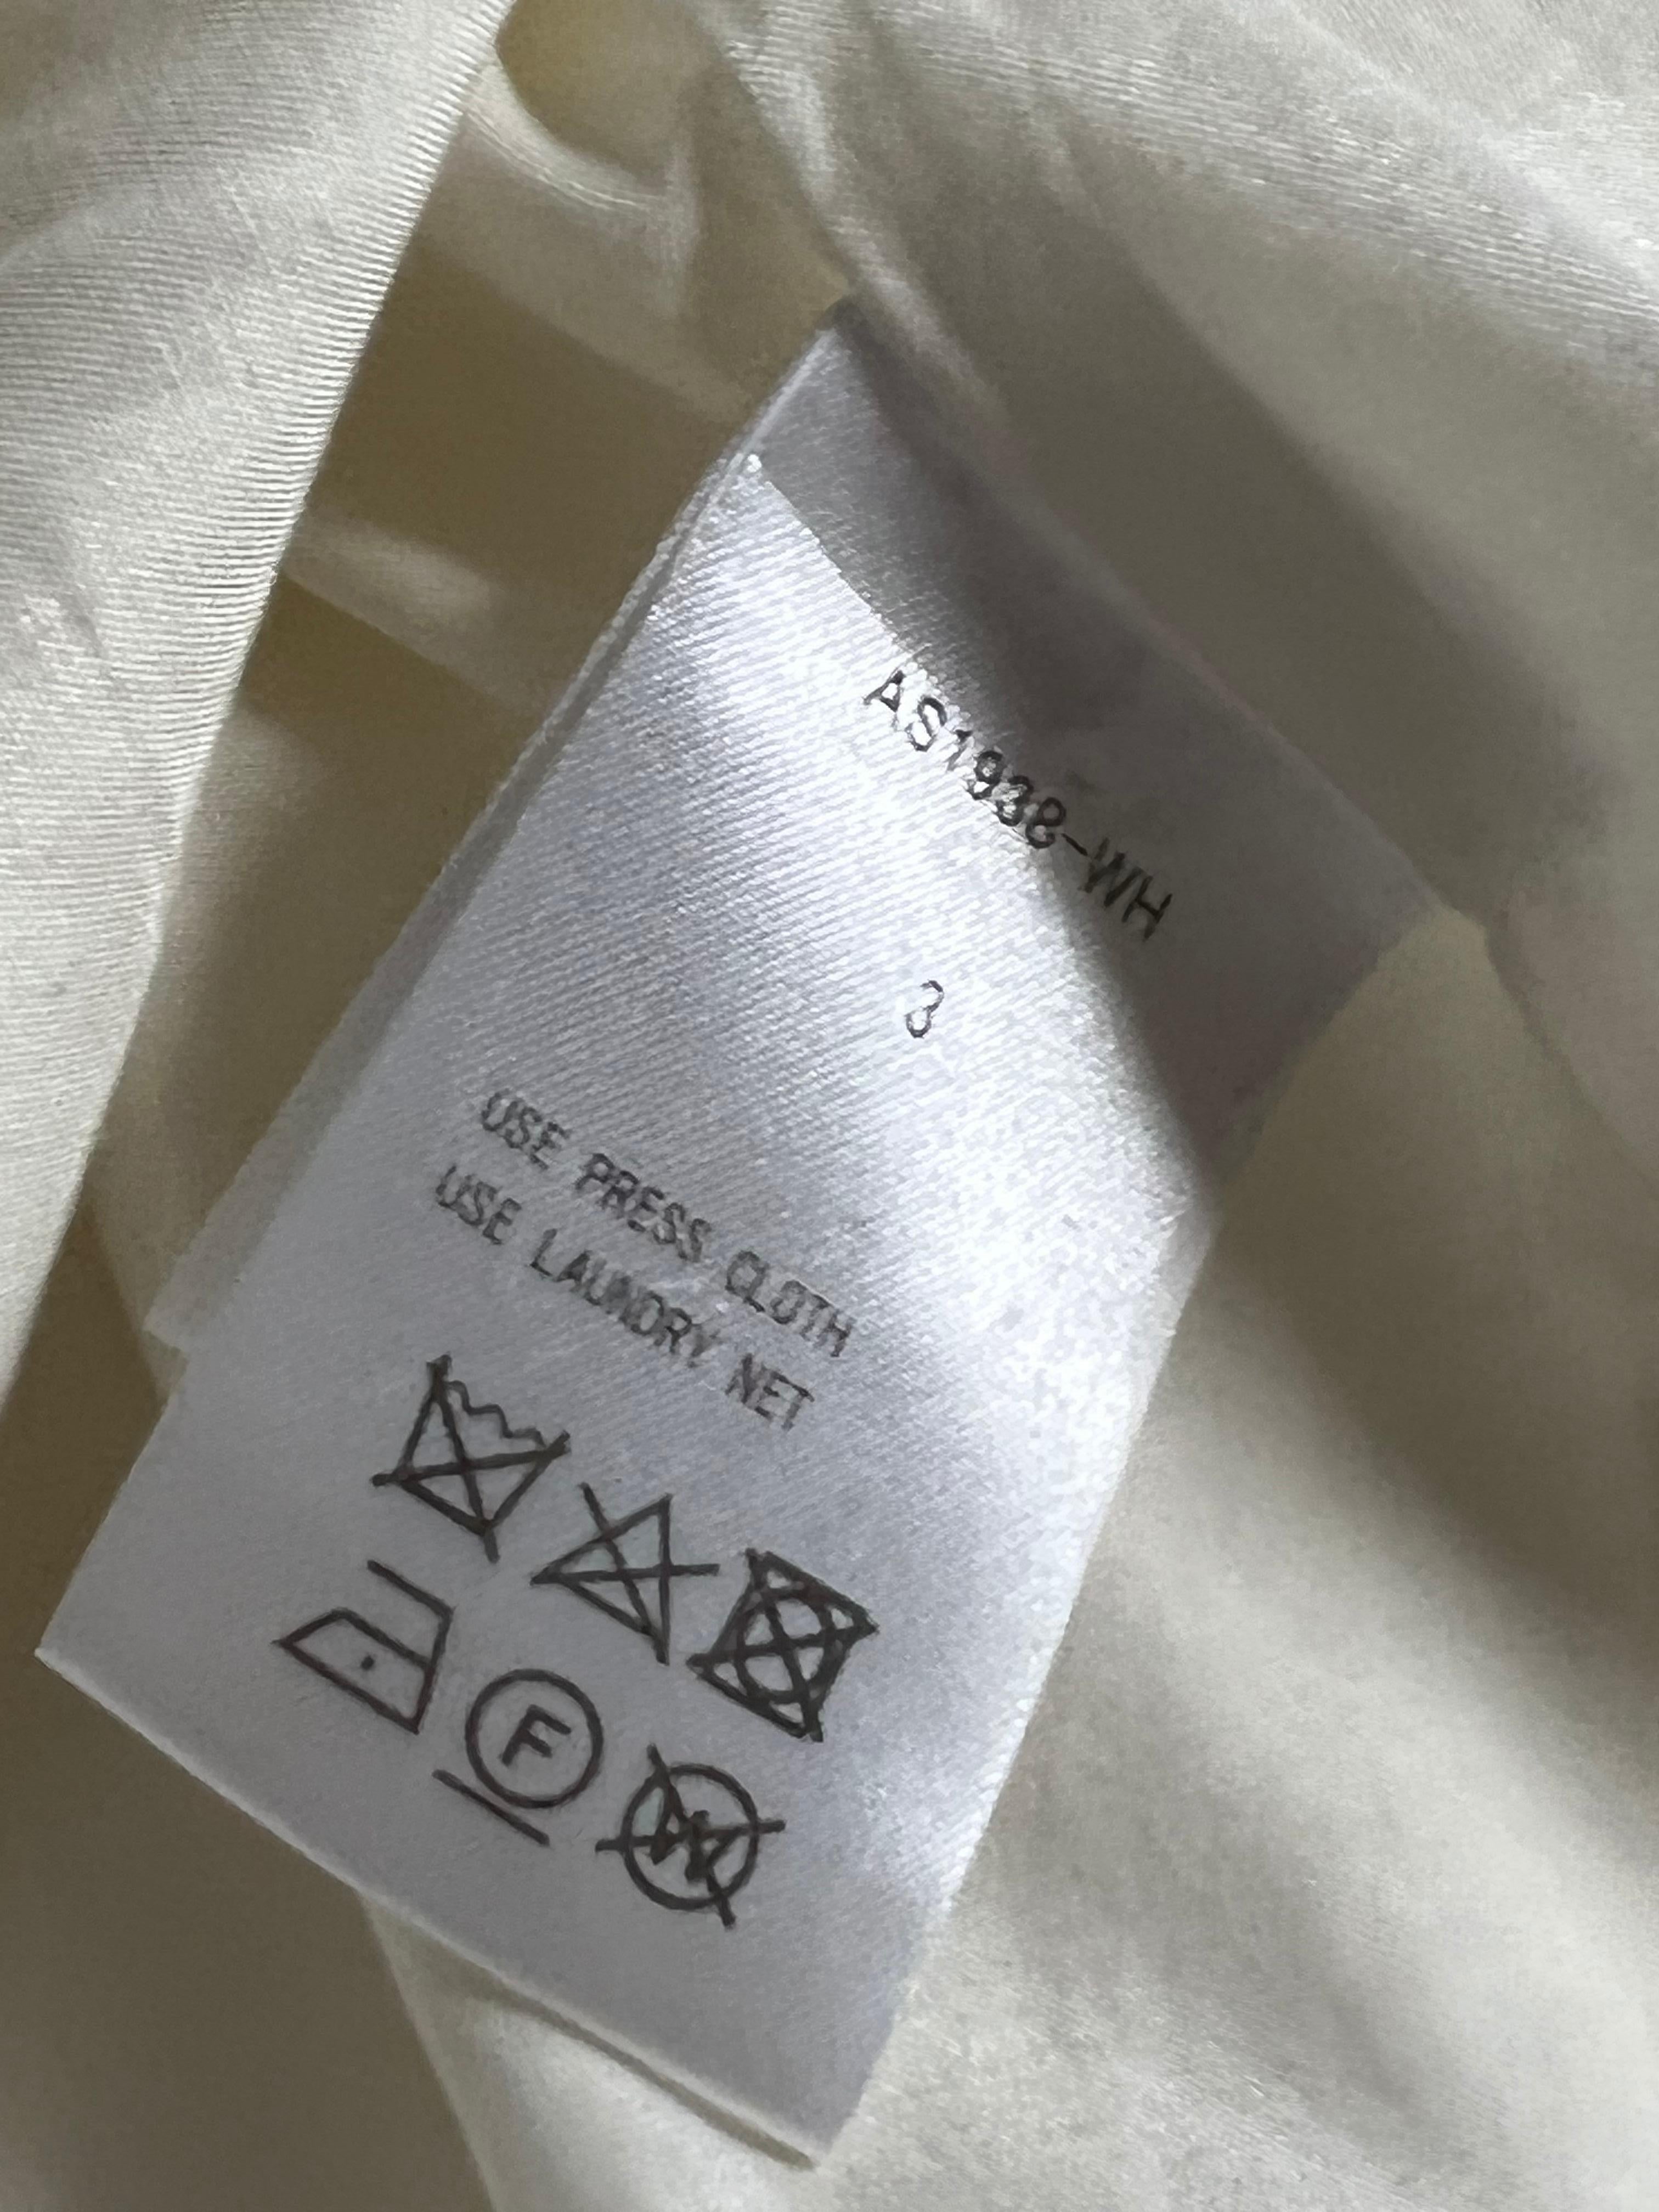 AS1938-WH
3
USE PRESS CLOTH
USE LAUNDRY NET
F
W